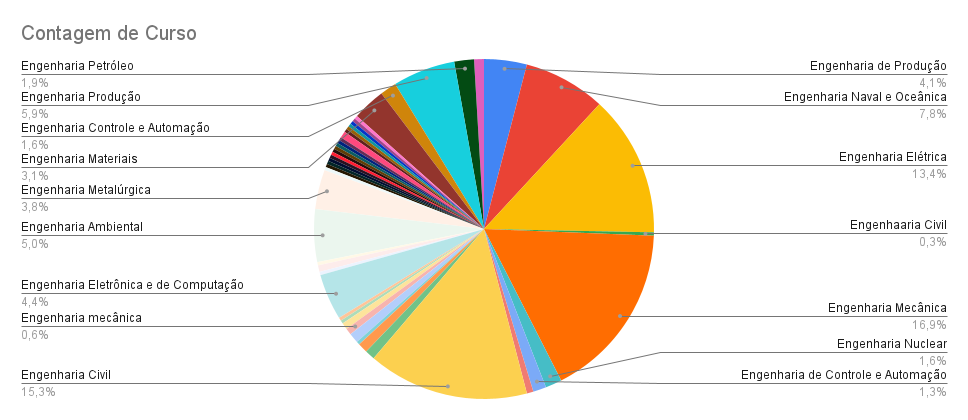 Contagem de Curso
Engenharia Petróleo
1,9%
Engenharia Produção
5,9%
Engenharia Controle e Automação
1,6%
Engenharia Materiais
3,1%
Engenharia Metalúrgica
3,8%
Engenharia Ambiental
5,0%
Engenharia Eletrônica e de Computação
4,4%
Engenharia mecânica
0,6%
Engenharia Civil
15,3%
Engenharia de Produção
4,1%
Engenharia Naval e Oceânica
7,8%
Engenharia Elétrica
13,4%
Engenhaaria Civil
0,3%
Engenharia Mecânica
16,9%
Engenharia Nuclear
1,6%
Engenharia de Controle e Automação
1,3%